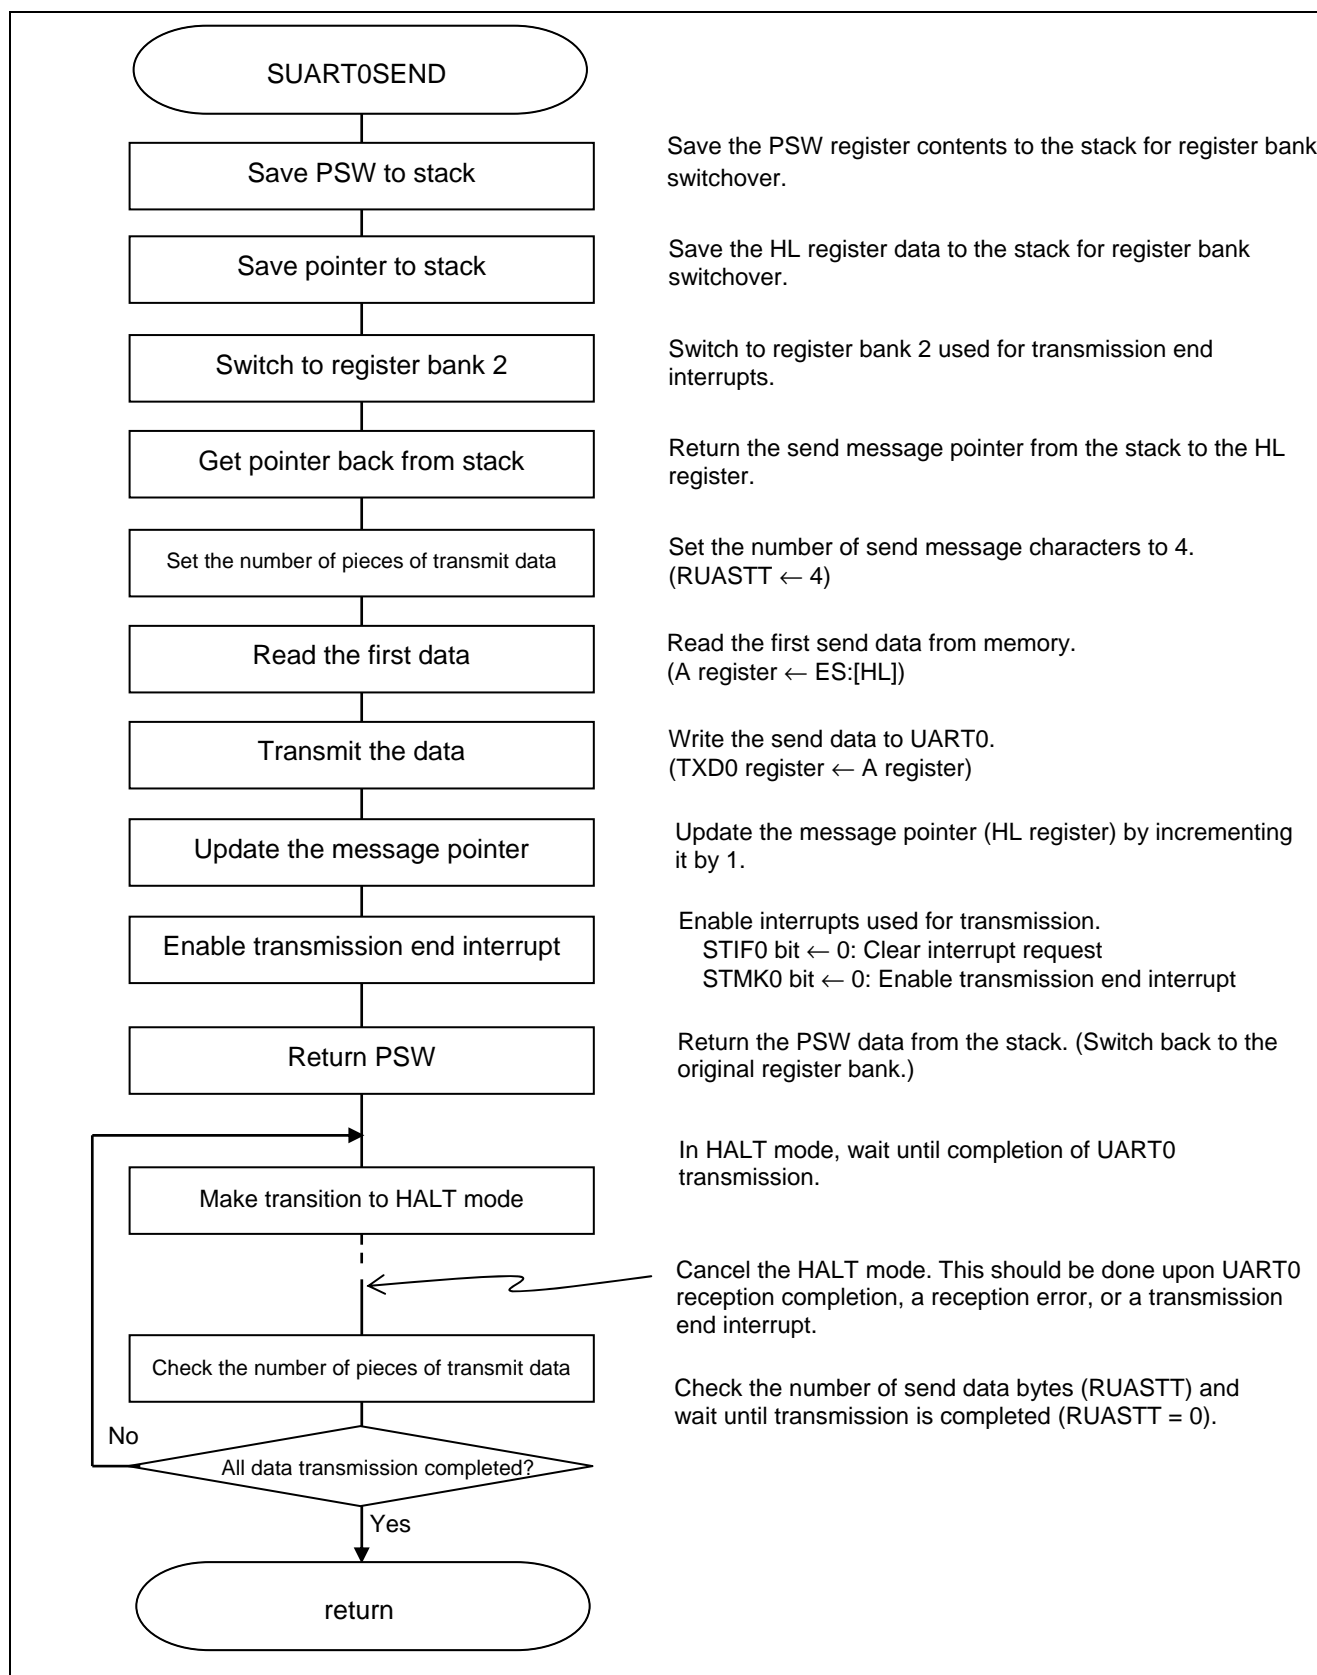 SUART0SEND
Save PSW to stack
Save the PSW register contents to the stack for register bank
switchover.
Save pointer to stack
Save the HL register data to the stack for register bank
switchover.
Switch to register bank 2
Switch to register bank 2 used for transmission end
interrupts.
Get pointer back from stack
Return the send message pointer from the stack to the HL
register.
Set the number of pieces of transmit data
Set the number of send message characters to 4.
(RUASTT ← 4)
Read the first data
Read the first send data from memory.
(A register ← ES:[HL])
Transmit the data
Write the send data to UART0.
(TXD0 register ← A register)
Update the message pointer
Update the message pointer (HL register) by incrementing
it by 1.
Enable transmission end interrupt
Enable interrupts used for transmission.
STIF0 bit ← 0: Clear interrupt request
STMK0 bit ← 0: Enable transmission end interrupt
Return PSW
Return the PSW data from the stack. (Switch back to the
original register bank.)
Make transition to HALT mode
In HALT mode, wait until completion of UART0
transmission.
Cancel the HALT mode. This should be done upon UART0
reception completion, a reception error, or a transmission
end interrupt.
Check the number of pieces of transmit data
Check the number of send data bytes (RUASTT) and
wait until transmission is completed (RUASTT = 0).
No
All data transmission completed?
Yes
return